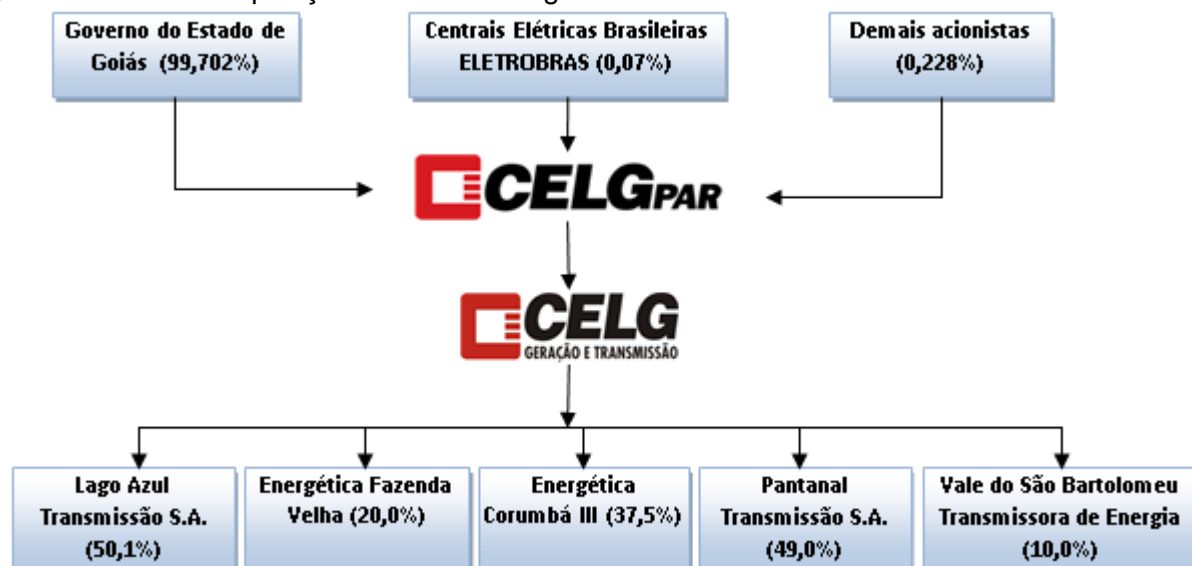 Governo do Estado de
Goiás (99,702%)
Centrais Elétricas Brasileiras
ELETROBRAS (0,07%)
Demais acionistas
(0,228%)
CELGPAR
CELG
GERAÇÃO E TRANSMISSÃO
Lago Azul
Transmissão S.A.
(50,1%)
Energética Fazenda
Velha (20,0%)
Energética
Corumbá III (37,5%)
Pantanal
Transmissão S.A.
(49,0%)
Vale do São Bartolomeu
Transmissora de Energia
(10,0%)